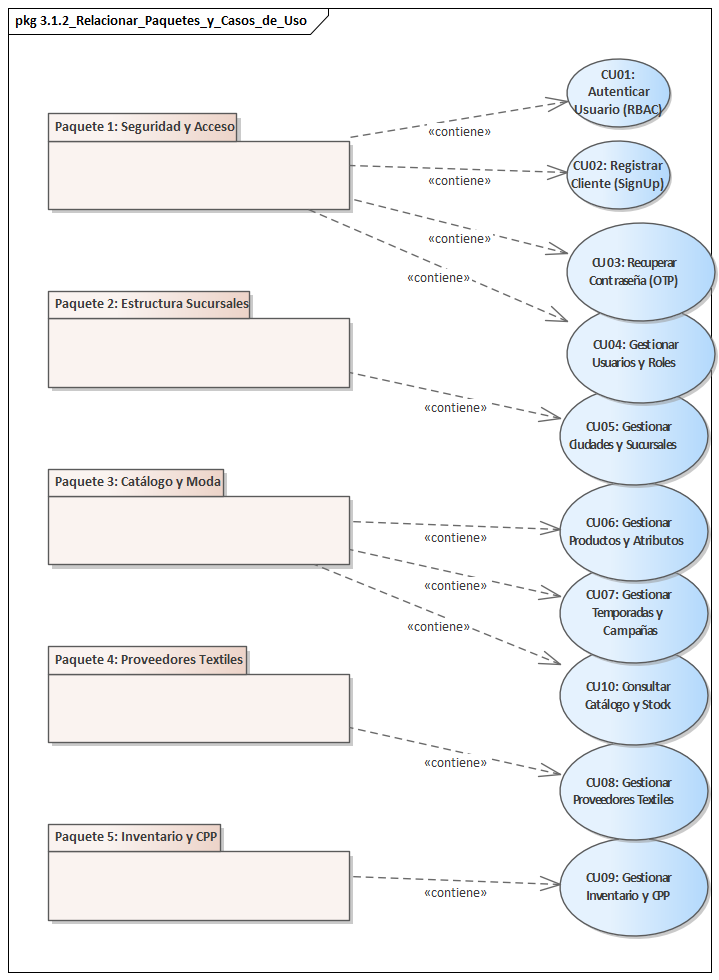 pkg 3.1.2_Relacionar_Paquetes_y_Casos_de_Uso
CU01:
Autenticar
Usuario (RBAC)
Paquete 1: Seguridad y Acceso
«contiene»
CU02: Registrar
Cliente (SignUp)
«contiene»
«contiene»
CU03: Recuperar
Contraseña (OTP)
«contiene»
Paquete 2: Estructura Sucursales
CU04: Gestionar
Usuarios y Roles
«contiene»
CU05: Gestionar
Ciudades y Sucursales
Paquete 3: Catálogo y Moda
CU06: Gestionar
Productos y Atributos
«contiene»
«contiene»
CU07: Gestionar
Temporadas y
Campañas
«contiene»
Paquete 4: Proveedores Textiles
CU10: Consultar
Catálogo y Stock
«contiene»
CU08: Gestionar
Proveedores Textiles
Paquete 5: Inventario y CPP
CU09: Gestionar
Inventario y CPP
«contiene»